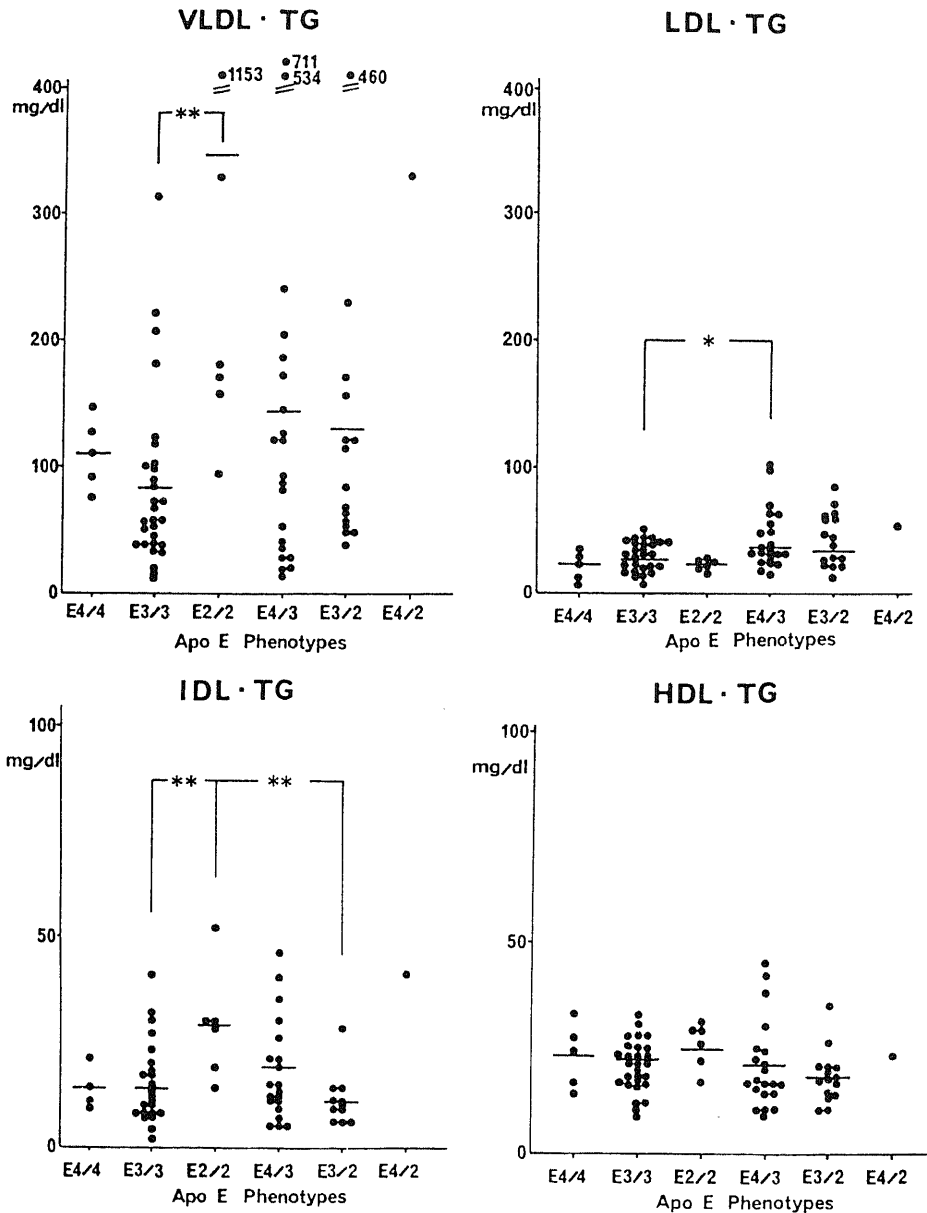 VLDL · TG
711
1153
534
460
400
mg/dl
**
300
200
100
0
E4/4 E3/3 E2/2 E4/3 E3/2 E4/2
Apo E Phenotypes
LDL · TG
400
mg/dl
300
200
*
100
0
E4/4 E3/3 E2/2 E4/3 E3/2 E4/2
Apo E Phenotypes
IDL · TG
100
mg/dl
** **
50
0
E4/4 E3/3 E2/2 E4/3 E3/2 E4/2
Apo E Phenotypes
HDL · TG
100
mg/dl
50
0
E4/4 E3/3 E2/2 E4/3 E3/2 E4/2
Apo E Phenotypes